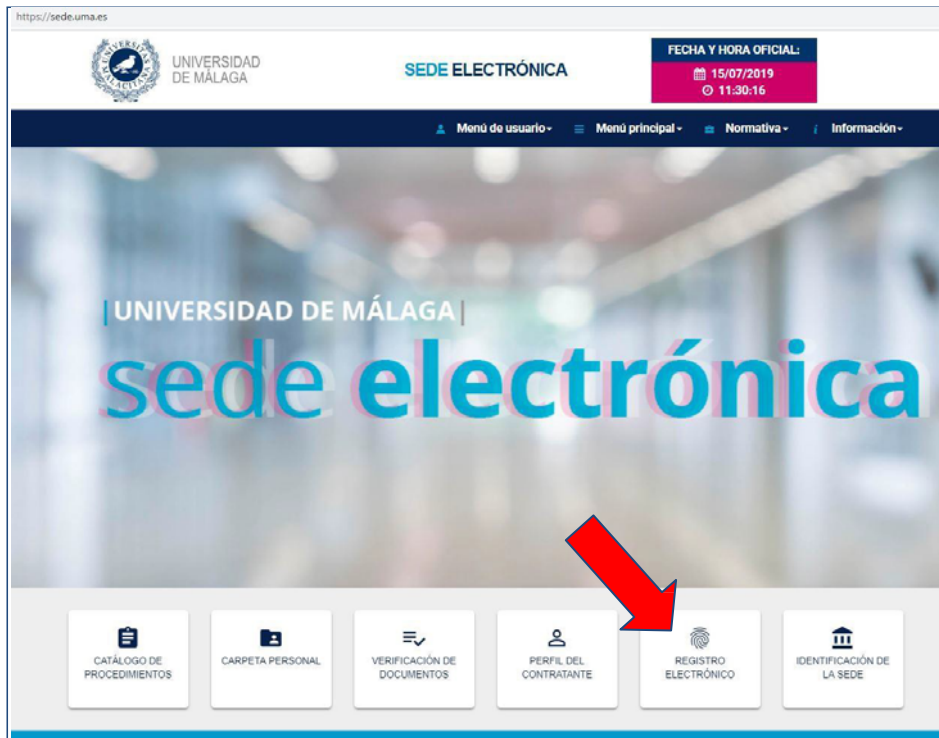 https://sede.uma.es
UNIVERSIDAD
DE MÁLAGA
SEDE ELECTRÓNICA
FECHA Y HORA OFICIAL:
15/07/2019
11:30:16
Menú de usuario
Menú principal
Normativa
Información
|UNIVERSIDAD DE MÁLAGA|
sede electrónica
CATÁLOGO DE
PROCEDIMIENTOS
CARPETA PERSONAL
VERIFICACIÓN DE
DOCUMENTOS
PERFIL DEL
CONTRATANTE
REGISTRO
ELECTRÓNICO
IDENTIFICACIÓN DE
LA SEDE